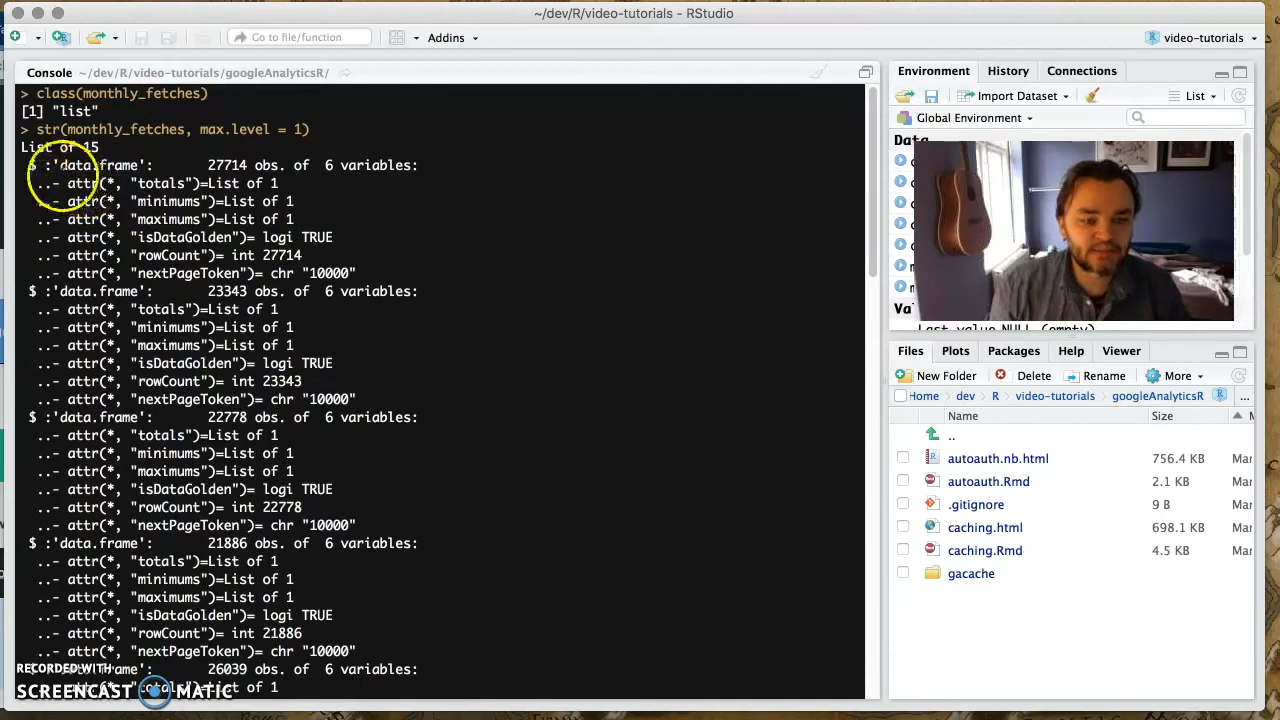 ~/dev/R/video-tutorials - RStudio
Go to file/function
Addins
video-tutorials
Console ~/dev/R/video-tutorials/googleAnalyticsR/
> class(monthly_fetches)
[1] "list"
> str(monthly_fetches, max.level = 1)
List of 15
$ :'data.frame': 27714 obs. of 6 variables:
..- attr(*, "totals")=List of 1
..- attr(*, "minimums")=List of 1
..- attr(*, "maximums")=List of 1
..- attr(*, "isDataGolden")= logi TRUE
..- attr(*, "rowCount")= int 27714
..- attr(*, "nextPageToken")= chr "10000"
$ :'data.frame': 23343 obs. of 6 variables:
..- attr(*, "totals")=List of 1
..- attr(*, "minimums")=List of 1
..- attr(*, "maximums")=List of 1
..- attr(*, "isDataGolden")= logi TRUE
..- attr(*, "rowCount")= int 23343
..- attr(*, "nextPageToken")= chr "10000"
$ :'data.frame': 22778 obs. of 6 variables:
..- attr(*, "totals")=List of 1
..- attr(*, "minimums")=List of 1
..- attr(*, "maximums")=List of 1
..- attr(*, "isDataGolden")= logi TRUE
..- attr(*, "rowCount")= int 22778
..- attr(*, "nextPageToken")= chr "10000"
$ :'data.frame': 21886 obs. of 6 variables:
..- attr(*, "totals")=List of 1
..- attr(*, "minimums")=List of 1
..- attr(*, "maximums")=List of 1
..- attr(*, "isDataGolden")= logi TRUE
..- attr(*, "rowCount")= int 21886
..- attr(*, "nextPageToken")= chr "10000"
26039 obs. of 6 variables:
List of 1
RECORDED WITH
SCREENCAST MATIC
Environment History Connections
Import Dataset List
Global Environment
Data
Files Plots Packages Help Viewer
New Folder Delete Rename More
Home dev R video-tutorials googleAnalyticsR ...
Name Size
..
autoauth.nb.html 756.4 KB Mar
autoauth.Rmd 2.1 KB Mar
.gitignore 9 B Mar
caching.html 698.1 KB Mar
caching.Rmd 4.5 KB Mar
gacache